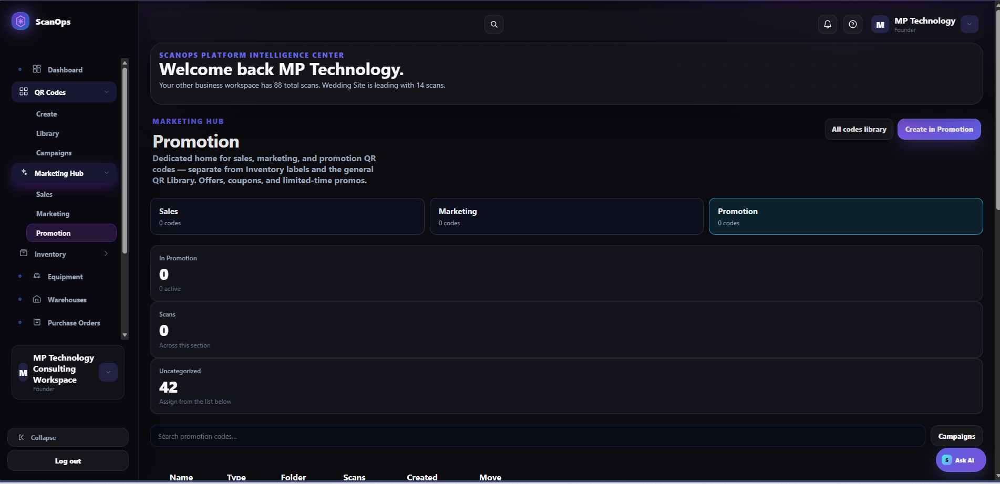 ScanOps
MP Technology
Founder
M
Dashboard
QR Codes
Create
Library
Campaigns
Marketing Hub
Sales
Marketing
Promotion
Inventory
Equipment
Warehouses
Purchase Orders
M
MP Technology
Consulting
Workspace
Founder
Collapse
Log out
SCANOPS PLATFORM INTELLIGENCE CENTER
Welcome back MP Technology.
Your other business workspace has 88 total scans. Wedding Site is leading with 14 scans.
MARKETING HUB
Promotion
Dedicated home for sales, marketing, and promotion QR
codes — separate from Inventory labels and the general
QR Library. Offers, coupons, and limited-time promos.
All codes library
Create in Promotion
Sales
0 codes
Marketing
0 codes
Promotion
0 codes
In Promotion
0
0 active
Scans
0
Across this section
Uncategorized
42
Assign from the list below
Search promotion codes...
Campaigns
S Ask AI
Name Type Folder Scans Created Move